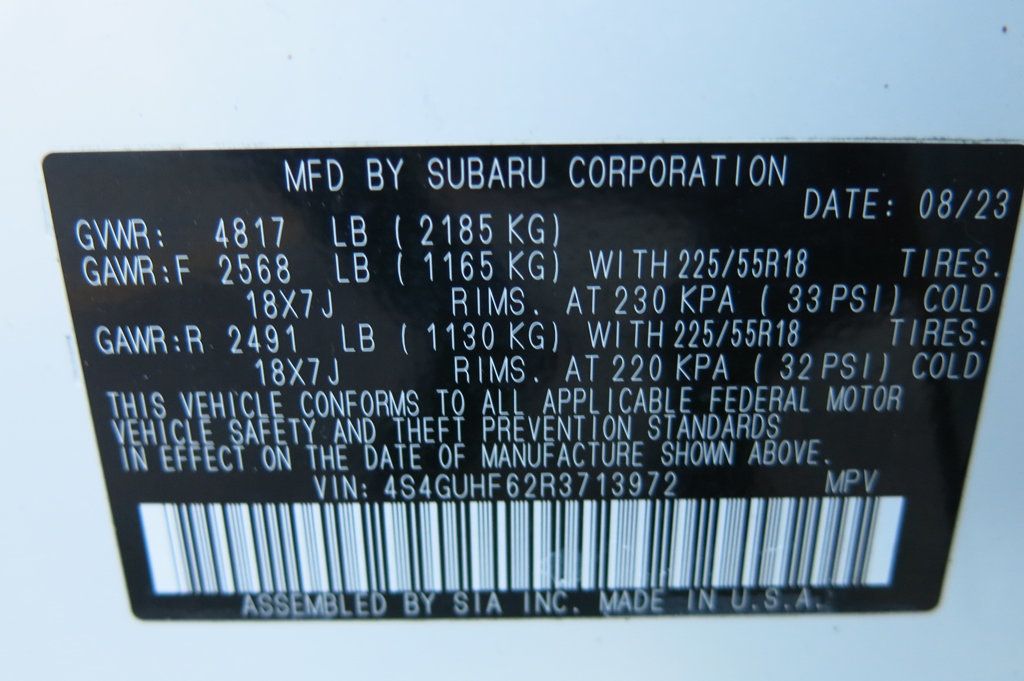 MFD BY SUBARU CORPORATION
DATE: 08/23
GVWR: 4817 LB ( 2185 KG)
GAWR:F 2568 LB ( 1165 KG) WITH 225/55R18 TIRES.
18X7J RIMS. AT 230 KPA ( 33 PSI) COLD
GAWR:R 2491 LB ( 1130 KG) WITH 225/55R18 TIRES.
18X7J RIMS. AT 220 KPA ( 32 PSI) COLD
THIS VEHICLE CONFORMS TO ALL APPLICABLE FEDERAL MOTOR
VEHICLE SAFETY AND THEFT PREVENTION STANDARDS
IN EFFECT ON THE DATE OF MANUFACTURE SHOWN ABOVE.
VIN: 4S4GUHF62R3713972 MPV
ASSEMBLED BY SIA INC. MADE IN U.S.A.